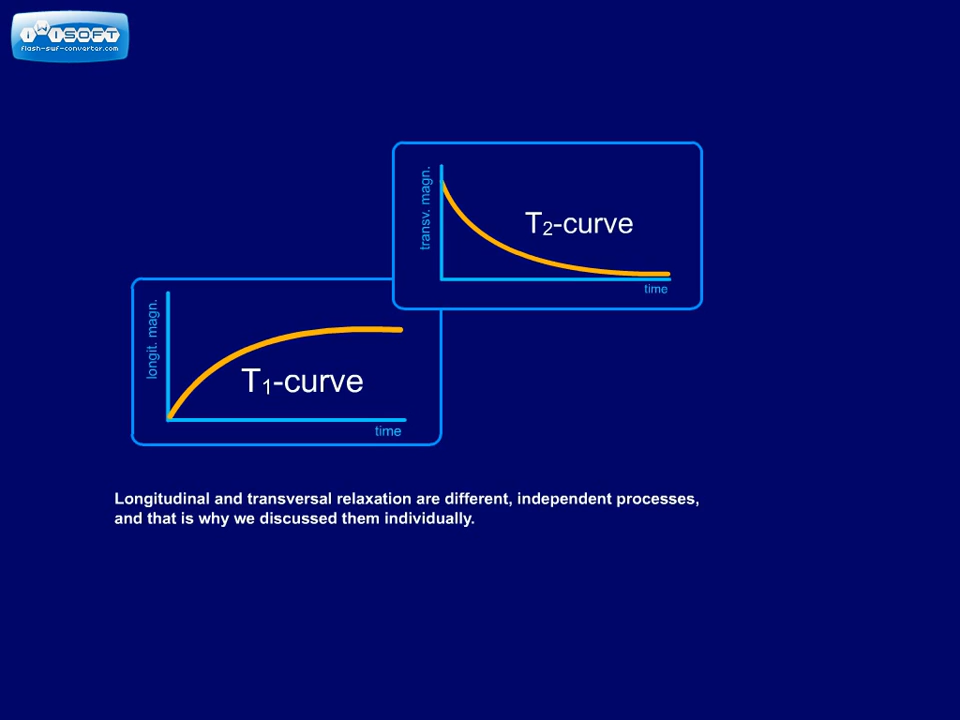 iWiSOFT
flash-swf-converter.com
transv. magn.
T₂-curve
time
longit. magn.
T₁-curve
time
Longitudinal and transversal relaxation are different, independent processes,
and that is why we discussed them individually.